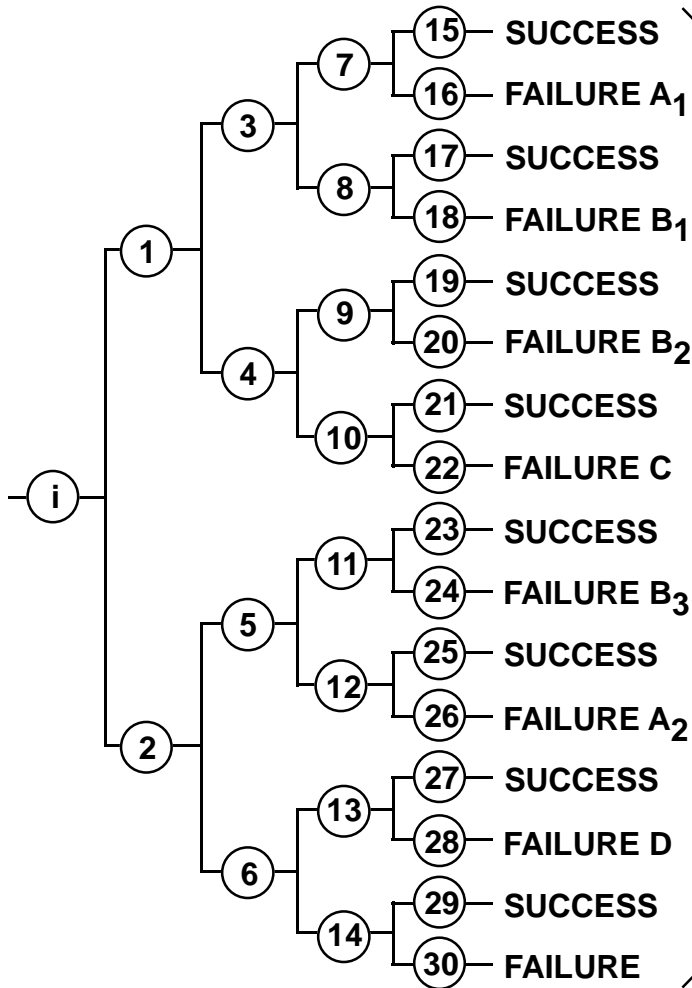 15 SUCCESS
7
16 FAILURE A1
3
17 SUCCESS
8
18 FAILURE B1
1
19 SUCCESS
9
20 FAILURE B2
4
21 SUCCESS
10
22 FAILURE C
i
23 SUCCESS
11
24 FAILURE B3
5
25 SUCCESS
12
26 FAILURE A2
2
27 SUCCESS
13
28 FAILURE D
6
29 SUCCESS
14
30 FAILURE